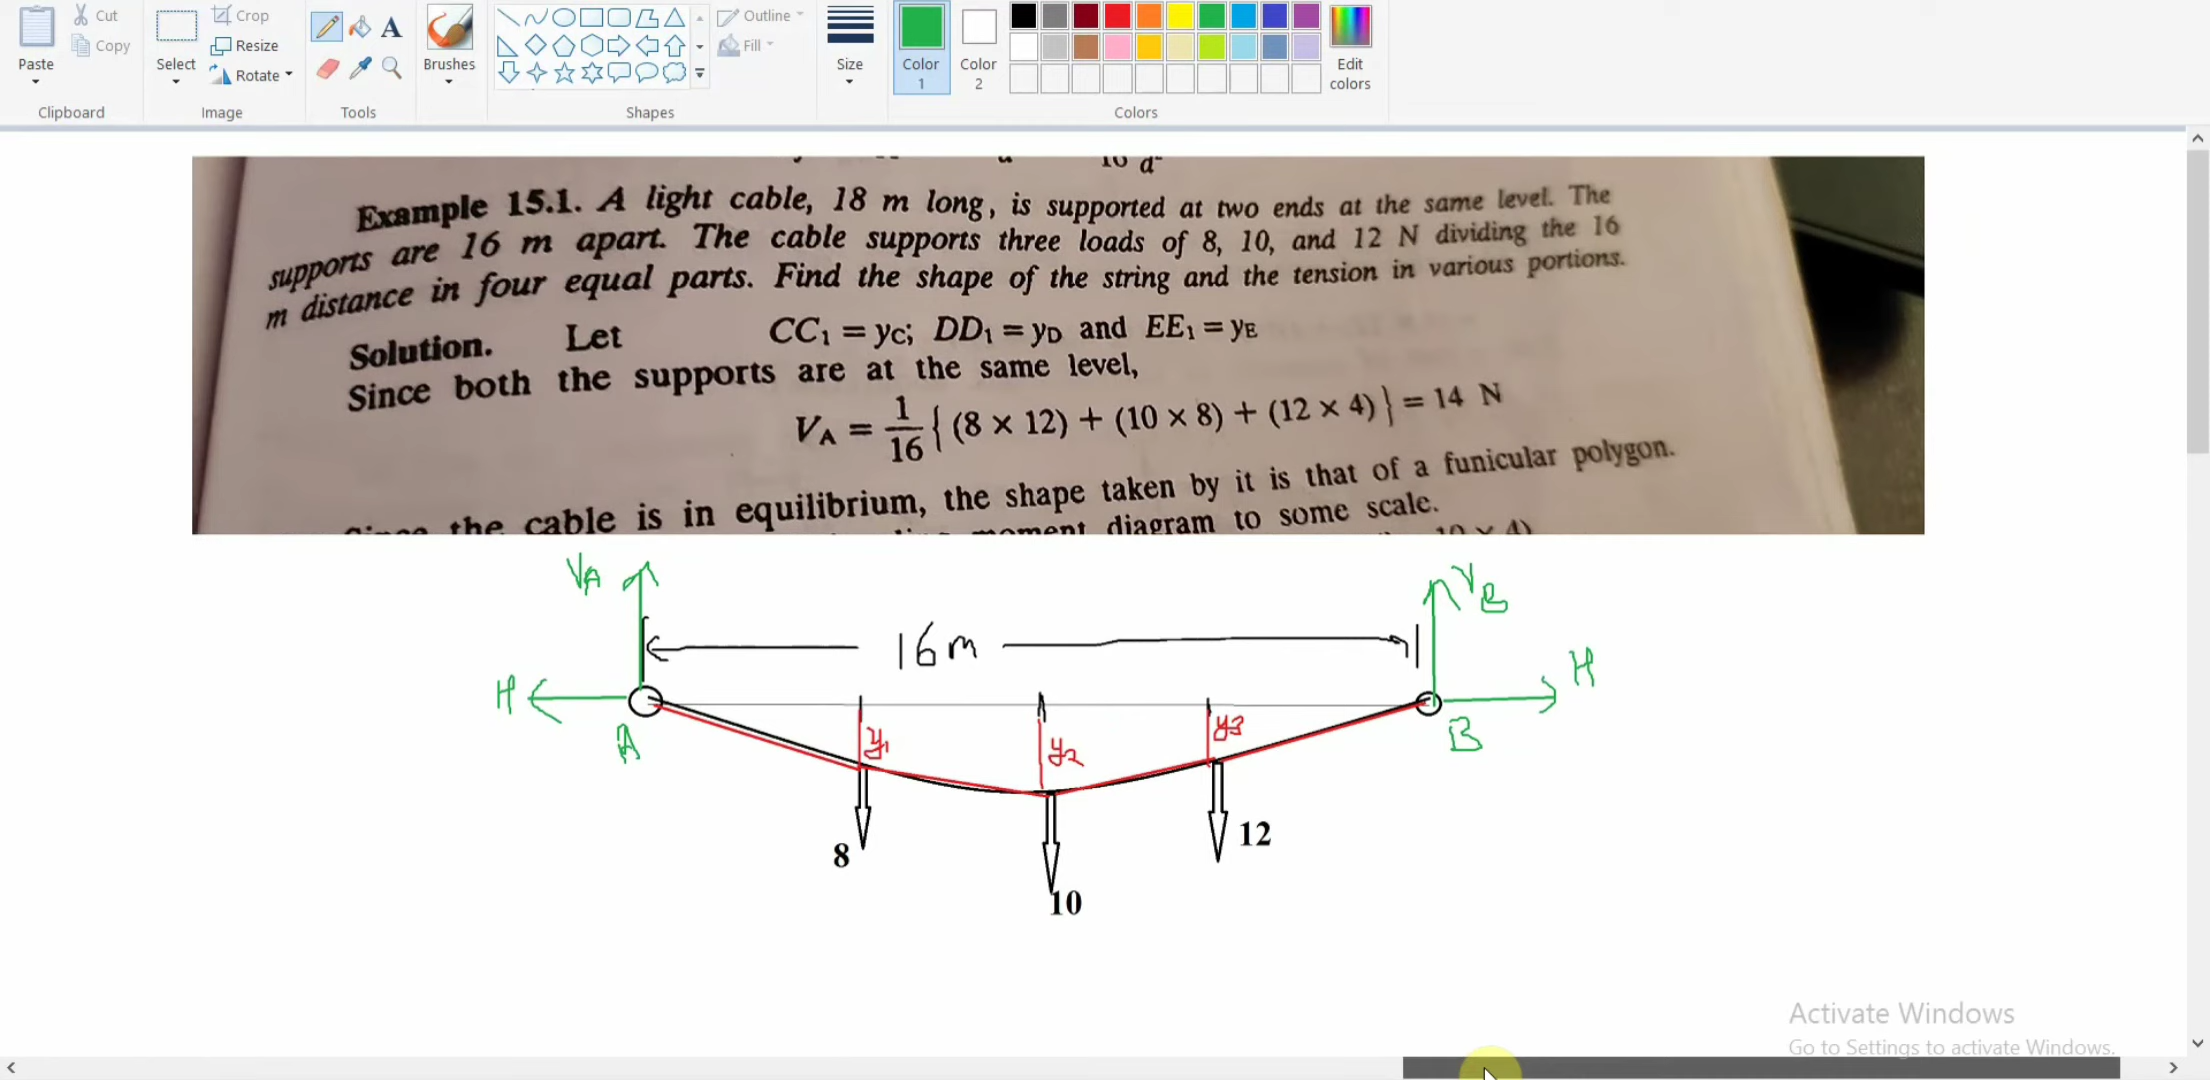 Cut
Crop
Outline
Copy
Resize
Fill
Paste
Select
Rotate
Brushes
Size
Color
1
Color
2
Edit
colors
Clipboard
Image
Tools
Shapes
Colors
Example 15.1. A light cable, 18 m long, is supported at two ends at the same level. The
supports are 16 m apart. The cable supports three loads of 8, 10, and 12 N dividing the 16
m distance in four equal parts. Find the shape of the string and the tension in various portions.
Solution. Let CC₁ = yC; DD₁ = yD and EE₁ = yE
Since both the supports are at the same level,
VA = 1/16 { (8 × 12) + (10 × 8) + (12 × 4) } = 14 N
the cable is in equilibrium, the shape taken by it is that of a funicular polygon.
moment diagram to some scale.
VA
VB
16m
H
H
A
y1
y2
y3
B
8
12
10
Activate Windows
Go to Settings to activate Windows.